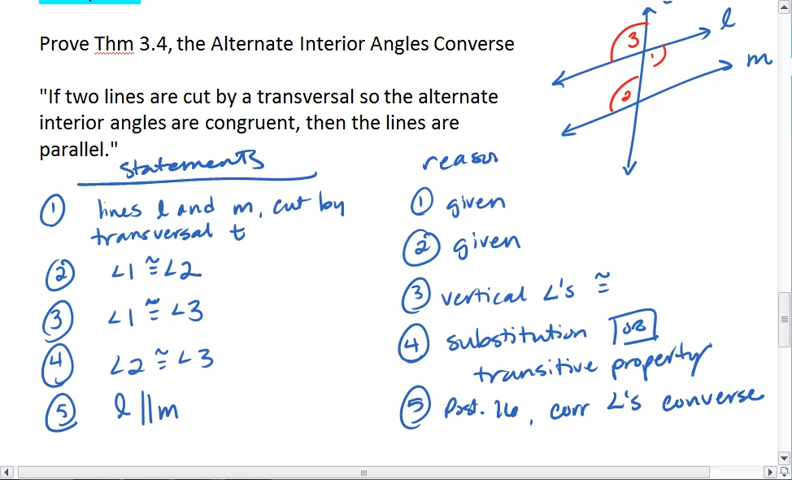 Prove Thm 3.4, the Alternate Interior Angles Converse
"If two lines are cut by a transversal so the alternate
interior angles are congruent, then the lines are
parallel."
statements
reason
① lines l and m, cut by
transversal t
① given
② ∠1 ≅ ∠2
② given
③ ∠1 ≅ ∠3
③ vertical ∠'s ≅
④ ∠2 ≅ ∠3
④ substitution OR
transitive property
⑤ l || m
⑤ Post. 16, corr ∠'s converse
3
l
1
m
2